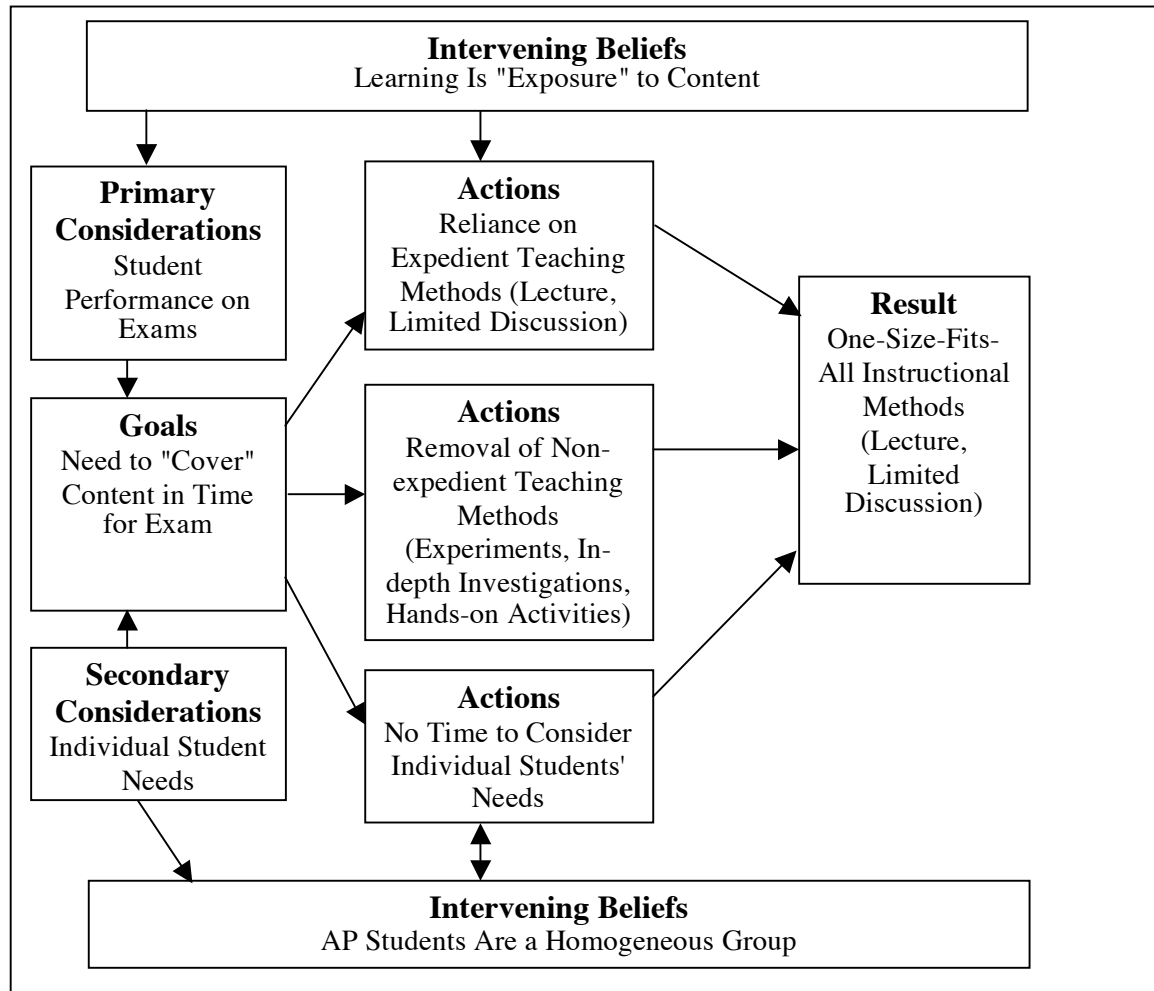 Intervening Beliefs
Learning Is "Exposure" to Content
Primary
Considerations
Student
Performance on
Exams
Actions
Reliance on
Expedient Teaching
Methods (Lecture,
Limited Discussion)
Result
One-Size-Fits-
All Instructional
Methods
(Lecture,
Limited
Discussion)
Goals
Need to "Cover"
Content in Time
for Exam
Actions
Removal of Non-
expedient Teaching
Methods
(Experiments, In-
depth Investigations,
Hands-on Activities)
Secondary
Considerations
Individual Student
Needs
Actions
No Time to Consider
Individual Students'
Needs
Intervening Beliefs
AP Students Are a Homogeneous Group